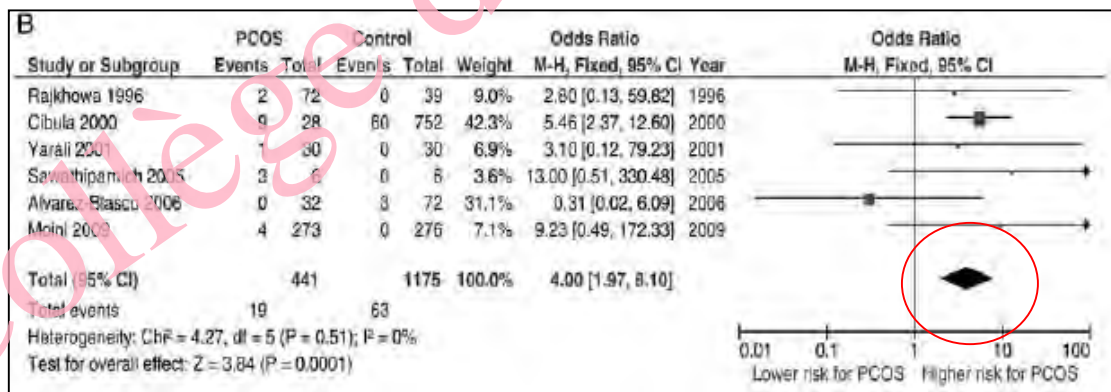 B
PCOS Control Odds Ratio Odds Ratio
Study or Subgroup Events Total Events Total Weight M-H, Fixed, 95% CI Year M-H, Fixed, 95% CI
Rajkhowa 1996 2 72 0 39 9.0% 2.80 [0.13, 59.62] 1996
Cibula 2000 9 28 60 752 42.3% 5.46 [2.37, 12.60] 2000
Yarali 2001 1 30 0 30 6.9% 3.10 [0.12, 79.23] 2001
2005 3 6 0 6 3.6% 13.00 [0.51, 330.48] 2005
Alvarez-Blasco 2006 0 32 3 72 31.1% 0.31 [0.02, 6.09] 2006
Moini 2009 4 273 0 276 7.1% 9.23 [0.49, 172.33] 2009
Total (95% CI) 441 1175 100.0% 4.00 [1.97, 8.10]
Total events 19 63
Heterogeneity: Chi² = 4.27, df = 5 (P = 0.51); I² = 0%
Test for overall effect: Z = 3.84 (P = 0.0001)
0.01 0.1 1 10 100
Lower risk for PCOS Higher risk for PCOS
ollège d